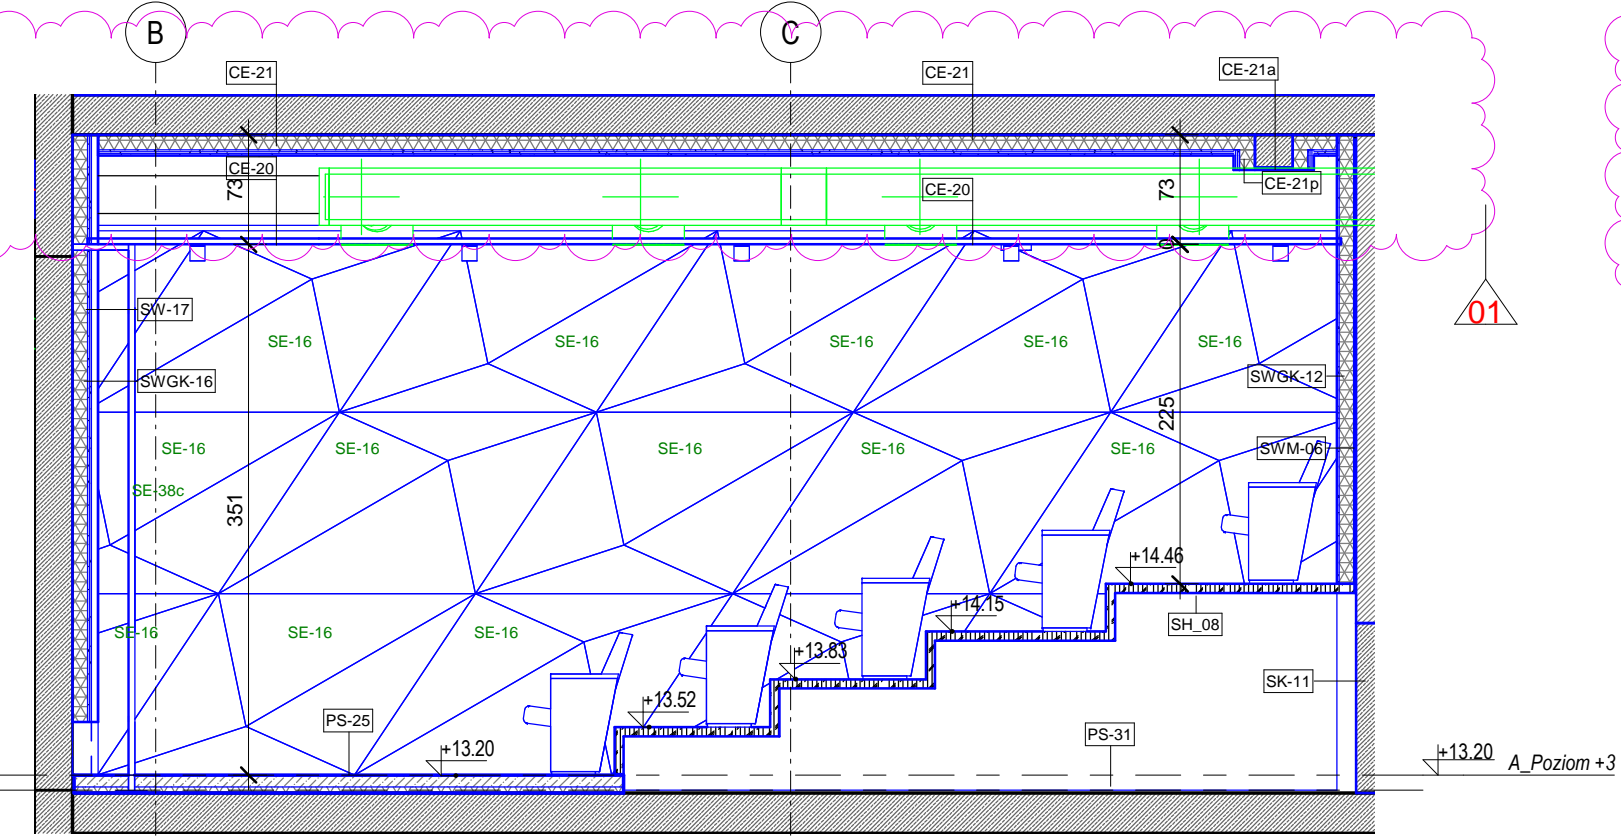 B
C
CE-21
CE-21
CE-21a
CE-20
73
CE-20
73
CE-21p
0
SW-17
01
SE-16
SE-16
SE-16
SE-16
SE-16
SWGK-16
SWGK-12
225
SE-16
SE-16
SE-16
SE-16
SE-16
SWM-06
SE-38c
351
+14.46
+14.15
SH_08
SE-16
SE-16
SE-16
+13.83
SK-11
+13.52
PS-25
PS-31
+13.20
+13.20
A_Poziom +3